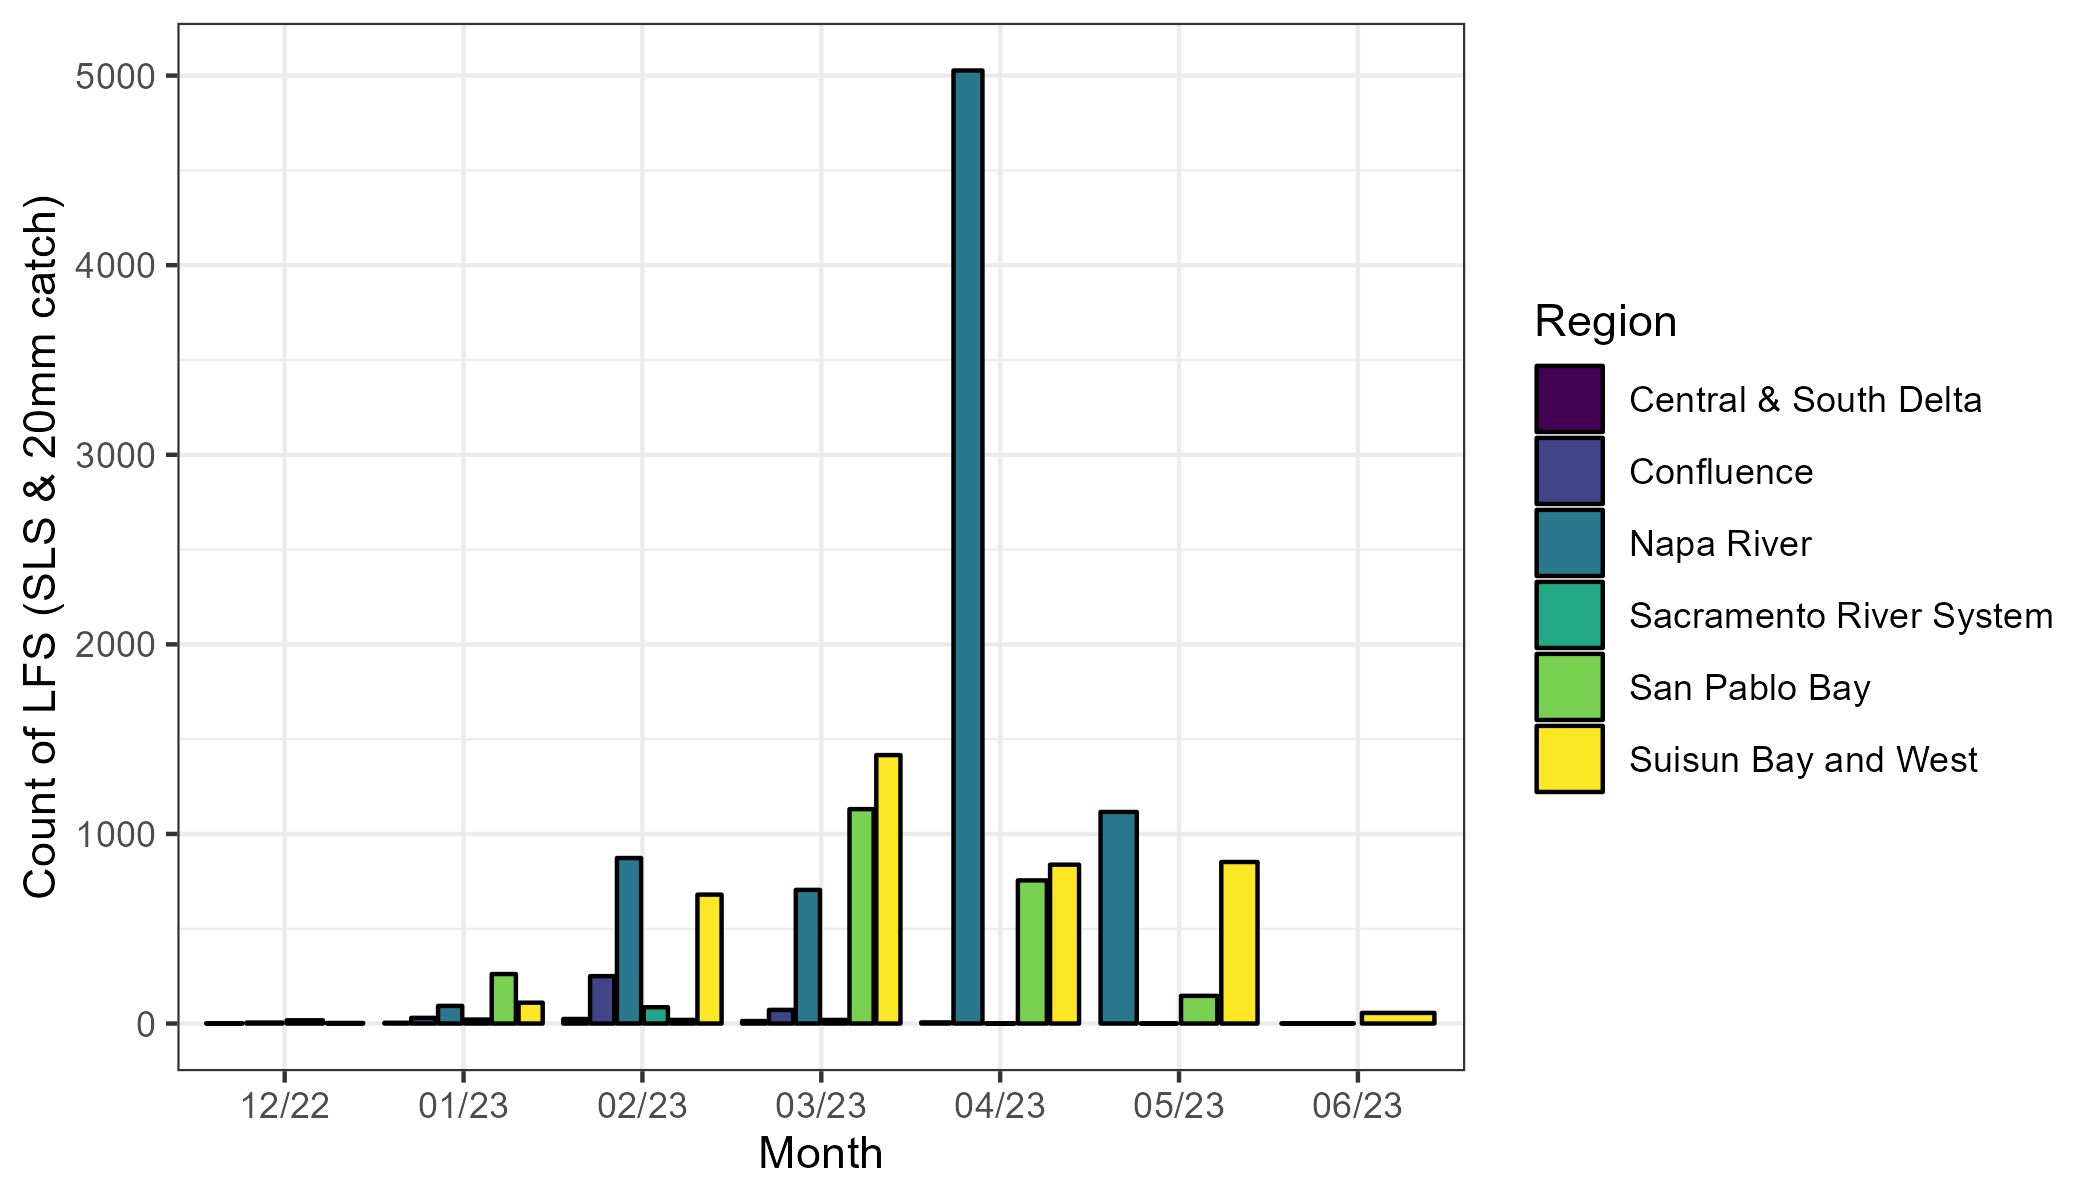 Count of LFS (SLS & 20mm catch)
5000
4000
3000
2000
1000
0
12/22 01/23 02/23 03/23 04/23 05/23 06/23
Month
Region
Central & South Delta
Confluence
Napa River
Sacramento River System
San Pablo Bay
Suisun Bay and West